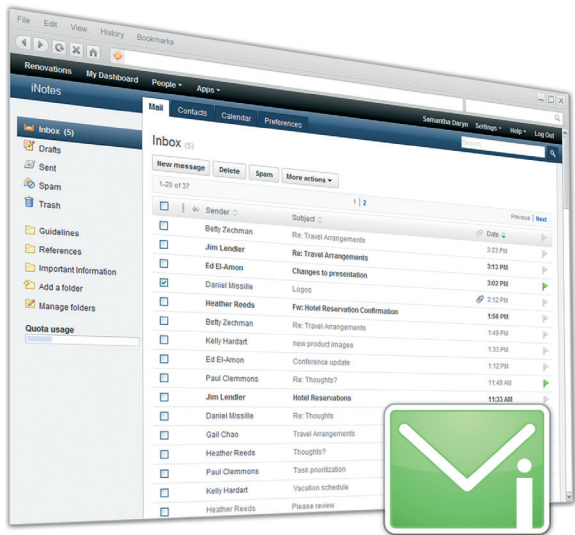 File Edit View History Bookmarks
Renovations My Dashboard People Apps
iNotes
Samantha Daryn Settings Help Log Out
Mail Contacts Calendar Preferences
Search
Inbox (5)
Drafts
Sent
Spam
Trash
Guidelines
References
Important Information
Add a folder
Manage folders
Quota usage
Inbox (5)
New message Delete Spam More actions
1-20 of 37 1 | 2 Previous | Next
! Sender Subject Date
Betty Zechman Re: Travel Arrangements 3:23 PM
Jim Lendler Re: Travel Arrangements 3:13 PM
Ed El-Amon Changes to presentation 3:02 PM
Daniel Missille Logos 2:12 PM
Heather Reeds Fw: Hotel Reservation Confirmation 1:56 PM
Betty Zechman Re: Travel Arrangements 1:49 PM
Kelly Hardart new product images 1:33 PM
Ed El-Amon Conference update 1:12 PM
Paul Clemmons Re: Thoughts? 11:48 AM
Jim Lendler Hotel Reservations 11:33 AM
Daniel Missille Re: Thoughts
Gail Chao Travel Arrangements
Heather Reeds Thoughts?
Paul Clemmons Task prioritization
Kelly Hardart Vacation schedule
Heather Reeds Please review
i